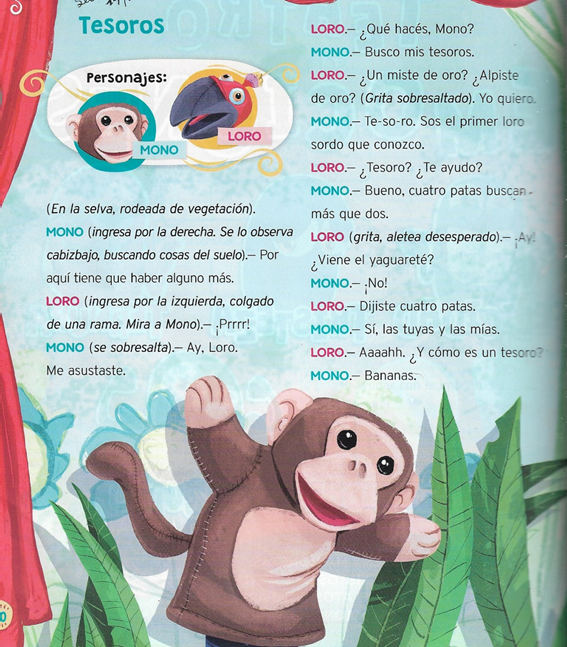 Tesoros
Personajes:
MONO
LORO
(En la selva, rodeada de vegetación).
MONO (ingresa por la derecha. Se lo observa
cabizbajo, buscando cosas del suelo).– Por
aquí tiene que haber alguno más.
LORO (ingresa por la izquierda, colgado
de una rama. Mira a Mono).– ¡Prrrr!
MONO (se sobresalta).– Ay, Loro.
Me asustaste.
LORO.– ¿Qué hacés, Mono?
MONO.– Busco mis tesoros.
LORO.– ¿Un miste de oro? ¿Alpiste
de oro? (Grita sobresaltado). Yo quiero.
MONO.– Te-so-ro. Sos el primer loro
sordo que conozco.
LORO.– ¿Tesoro? ¿Te ayudo?
MONO.– Bueno, cuatro patas buscan
más que dos.
LORO (grita, aletea desesperado).– ¡Ay!
¿Viene el yaguareté?
MONO.– ¡No!
LORO.– Dijiste cuatro patas.
MONO.– Sí, las tuyas y las mías.
LORO.– Aaaahh. ¿Y cómo es un tesoro?
MONO.– Bananas.